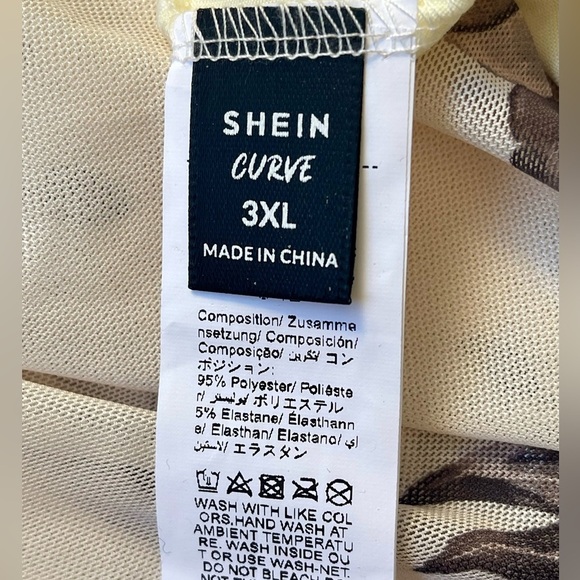 SHEIN
CURVE
3XL
MADE IN CHINA
Composition/ Zusamme
nsetzung/ Composición/
Composição/ تكوين/ コン
ポジション:
95% Polyester/ Poliéste
r/ بوليستر/ ポリエステル
5% Elastane/ Élasthann
e/ Elasthan/ Elastano/ إي
لاستين/ エラスタン
WASH WITH LIKE COL
ORS.HAND WASH AT
AMBIENT TEMPERATU
RE. WASH INSIDE OU
T OR USE WASH-NET.
DO NOT BLEACH